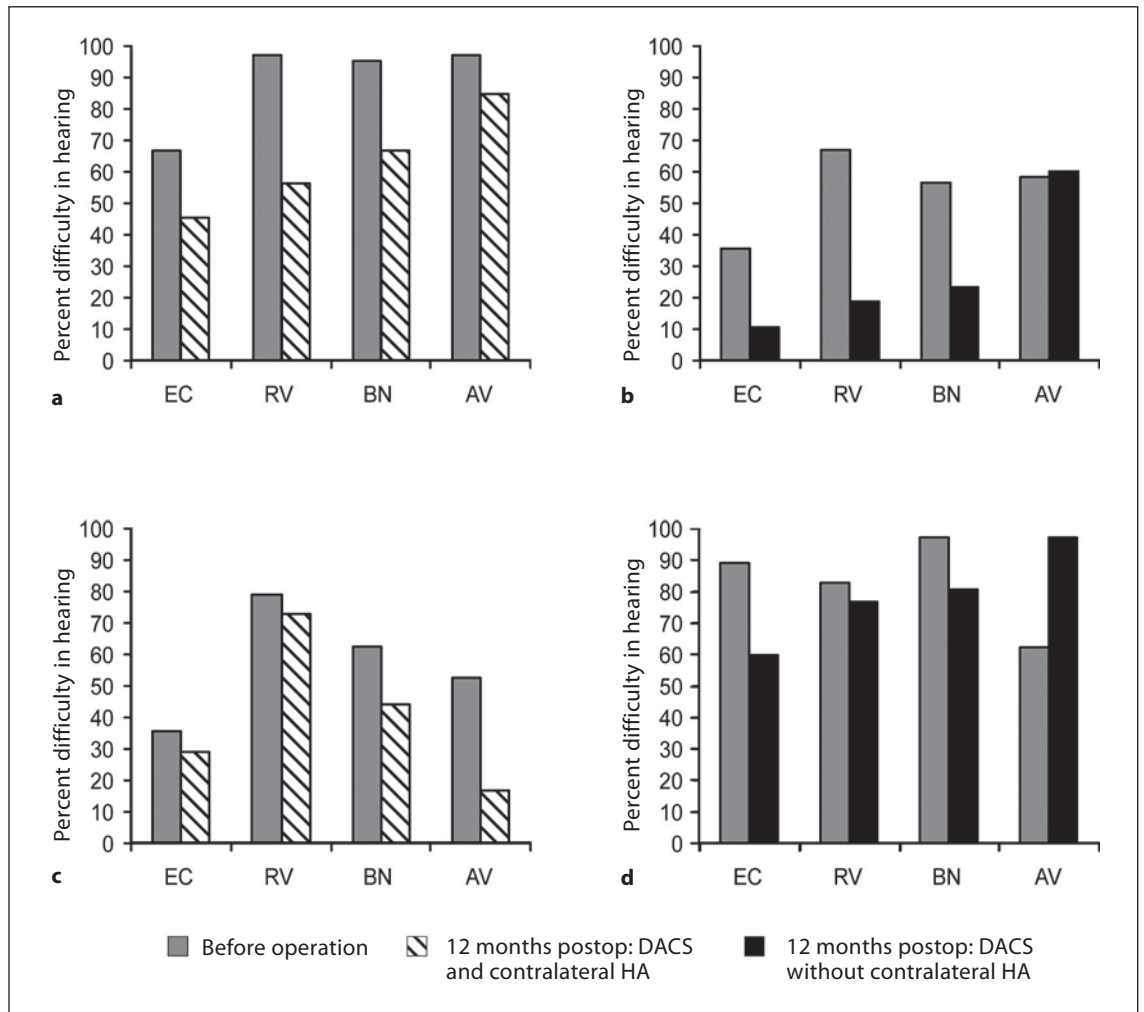 100
90
80
70
60
50
40
30
20
10
0
Percent difficulty in hearing
EC RV BN AV
a
100
90
80
70
60
50
40
30
20
10
0
Percent difficulty in hearing
EC RV BN AV
b
100
90
80
70
60
50
40
30
20
10
0
Percent difficulty in hearing
EC RV BN AV
c
100
90
80
70
60
50
40
30
20
10
0
Percent difficulty in hearing
EC RV BN AV
d
Before operation
12 months postop: DACS
and contralateral HA
12 months postop: DACS
without contralateral HA